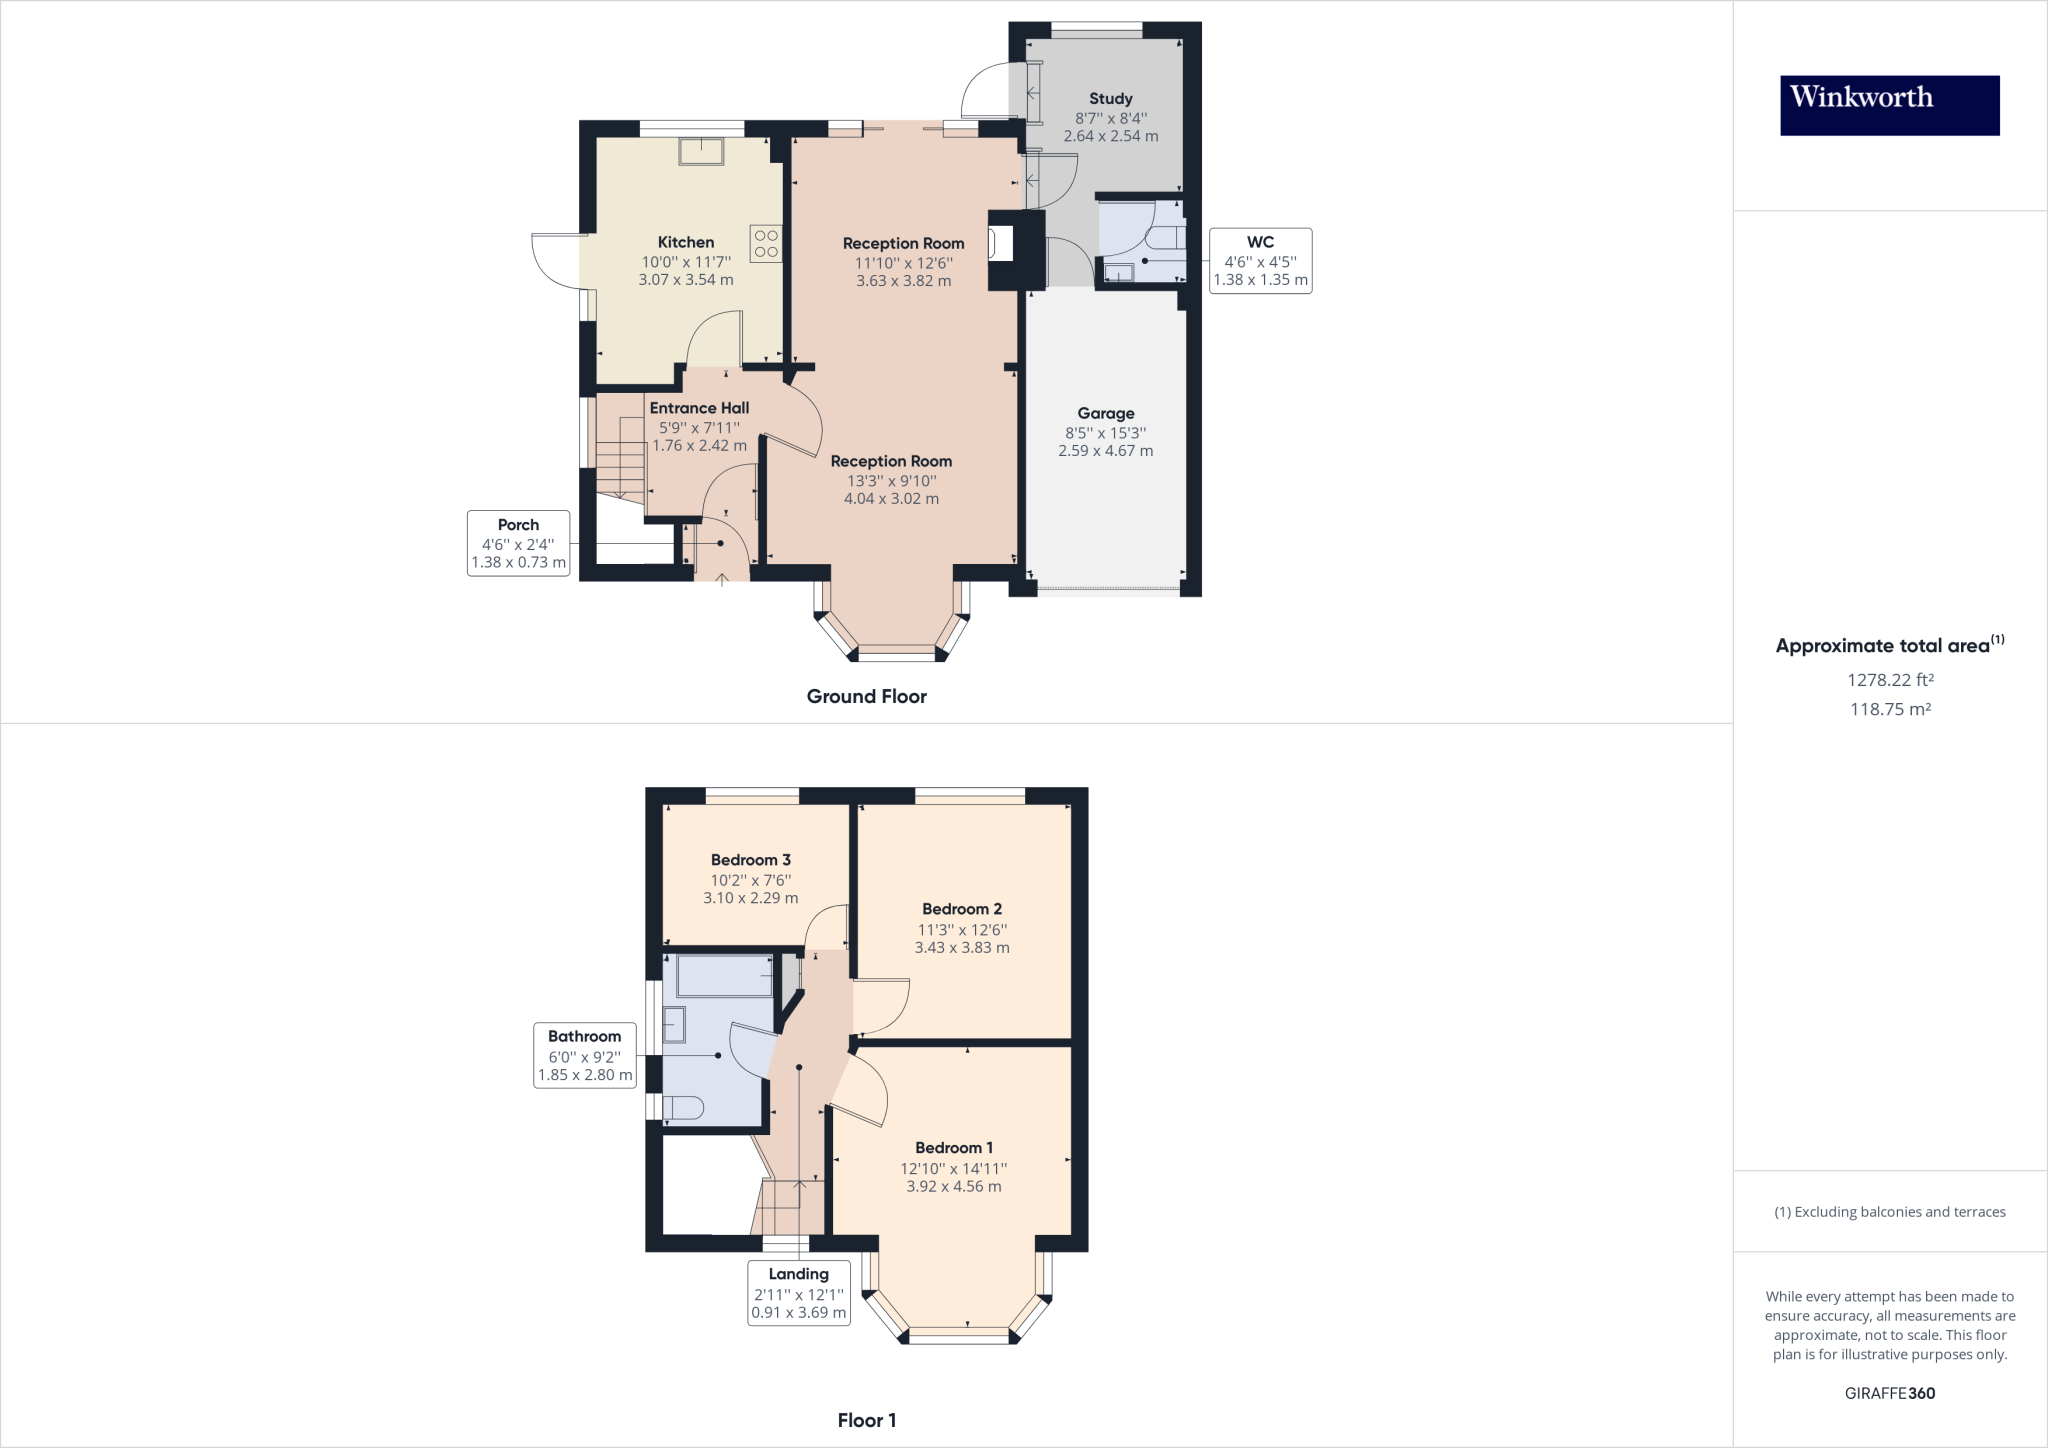 Winkworth
Study
8'7'' x 8'4''
2.64 x 2.54 m
Kitchen
10'0'' x 11'7''
3.07 x 3.54 m
Reception Room
11'10'' x 12'6''
3.63 x 3.82 m
WC
4'6'' x 4'5''
1.38 x 1.35 m
Entrance Hall
5'9'' x 7'11''
1.76 x 2.42 m
Garage
8'5'' x 15'3''
2.59 x 4.67 m
Reception Room
13'3'' x 9'10''
4.04 x 3.02 m
Porch
4'6'' x 2'4''
1.38 x 0.73 m
Ground Floor
Approximate total area(1)
1278.22 ft²
118.75 m²
Bedroom 3
10'2'' x 7'6''
3.10 x 2.29 m
Bedroom 2
11'3'' x 12'6''
3.43 x 3.83 m
Bathroom
6'0'' x 9'2''
1.85 x 2.80 m
Bedroom 1
12'10'' x 14'11''
3.92 x 4.56 m
Landing
2'11'' x 12'1''
0.91 x 3.69 m
Floor 1
(1) Excluding balconies and terraces
While every attempt has been made to
ensure accuracy, all measurements are
approximate, not to scale. This floor
plan is for illustrative purposes only.
GIRAFFE360